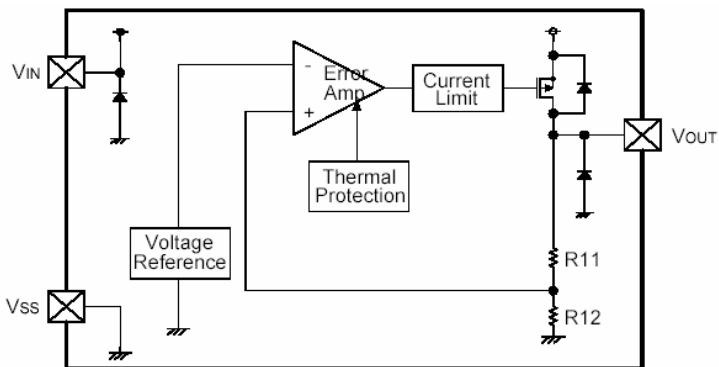 VIN
-
Error
Amp
+
Current
Limit
VOUT
Thermal
Protection
Voltage
Reference
R11
VSS
R12